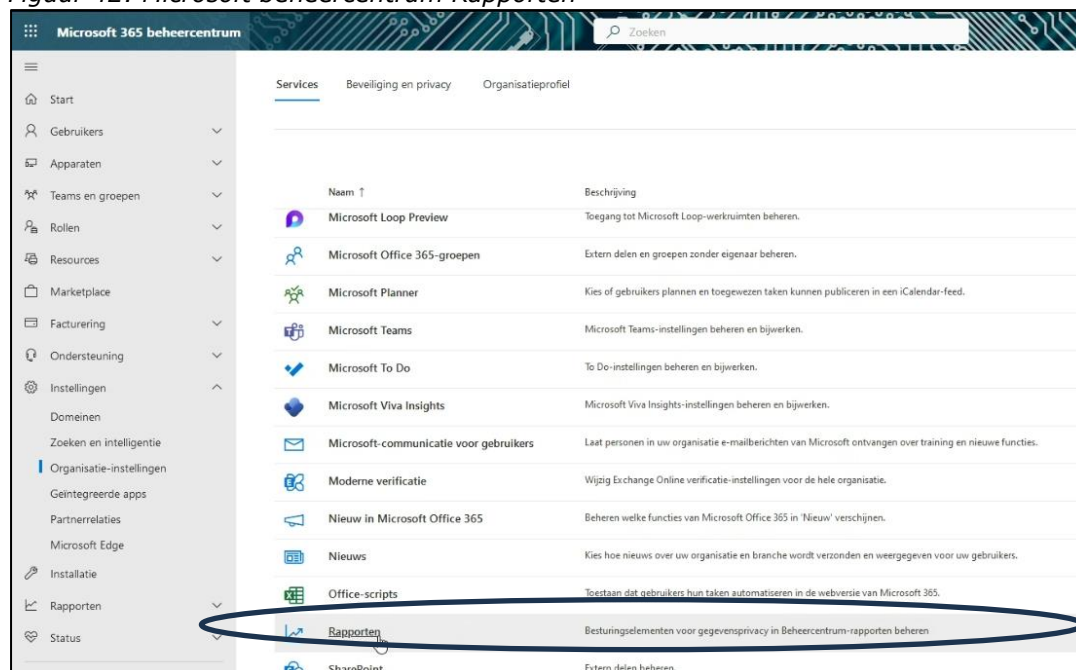 Figuur 42: Microsoft beheercentrum Rapporten
Microsoft 365 beheercentrum
Zoeken
Services Beveiliging en privacy Organisatieprofiel
Start
Gebruikers
Apparaten
Teams en groepen
Rollen
Resources
Marketplace
Facturering
Ondersteuning
Instellingen
Domeinen
Zoeken en intelligentie
Organisatie-instellingen
Geïntegreerde apps
Partnerrelaties
Microsoft Edge
Installatie
Rapporten
Status
Naam ↑ Beschrijving
Microsoft Loop Preview Toegang tot Microsoft Loop-werkruimten beheren.
Microsoft Office 365-groepen Extern delen en groepen zonder eigenaar beheren.
Microsoft Planner Kies of gebruikers plannen en toegewezen taken kunnen publiceren in een iCalendar-feed.
Microsoft Teams Microsoft Teams-instellingen beheren en bijwerken.
Microsoft To Do To Do-instellingen beheren en bijwerken.
Microsoft Viva Insights Microsoft Viva Insights-instellingen beheren en bijwerken.
Microsoft-communicatie voor gebruikers Laat personen in uw organisatie e-mailberichten van Microsoft ontvangen over training en nieuwe functies.
Moderne verificatie Wijzig Exchange Online verificatie-instellingen voor de hele organisatie.
Nieuw in Microsoft Office 365 Beheren welke functies van Microsoft Office 365 in 'Nieuw' verschijnen.
Nieuws Kies hoe nieuws over uw organisatie en branche wordt verzonden en weergegeven voor uw gebruikers.
Office-scripts Toestaan dat gebruikers hun taken automatiseren in de webversie van Microsoft 365.
Rapporten Besturingselementen voor gegevensprivacy in Beheercentrum-rapporten beheren
SharePoint Extern delen beheren.